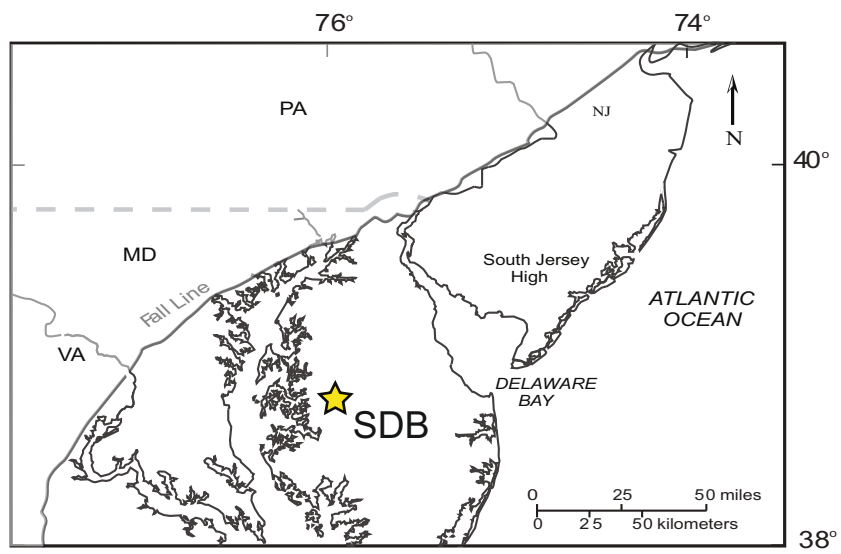 76° 74°
PA
NJ
N
40°
MD
South Jersey
High
Fall Line
ATLANTIC
OCEAN
VA
DELAWARE
BAY
SDB
0 25 50 miles
0 25 50 kilometers
38°